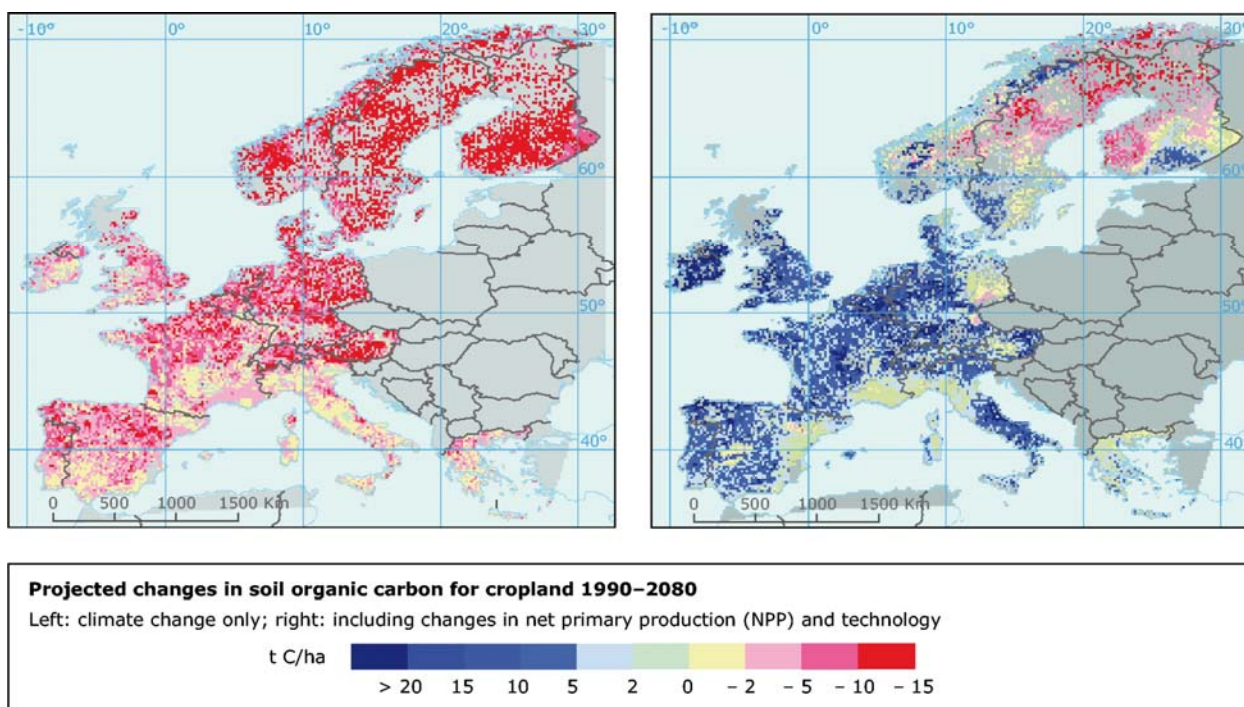 -10° 0° 10° 20° 30°
60°
50°
40°
0 500 1000 1500 Km
-10° 0° 10° 20° 30°
60°
50°
40°
0 500 1000 1500 Km
Projected changes in soil organic carbon for cropland 1990–2080
Left: climate change only; right: including changes in net primary production (NPP) and technology
t C/ha
> 20 15 10 5 2 0 – 2 – 5 – 10 – 15